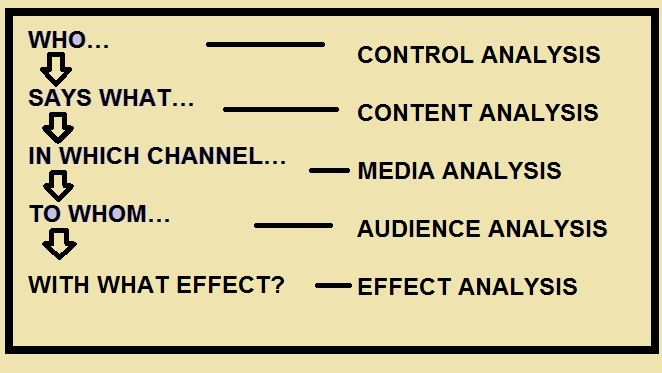 WHO... CONTROL ANALYSIS
SAYS WHAT... CONTENT ANALYSIS
IN WHICH CHANNEL... MEDIA ANALYSIS
TO WHOM... AUDIENCE ANALYSIS
WITH WHAT EFFECT? EFFECT ANALYSIS